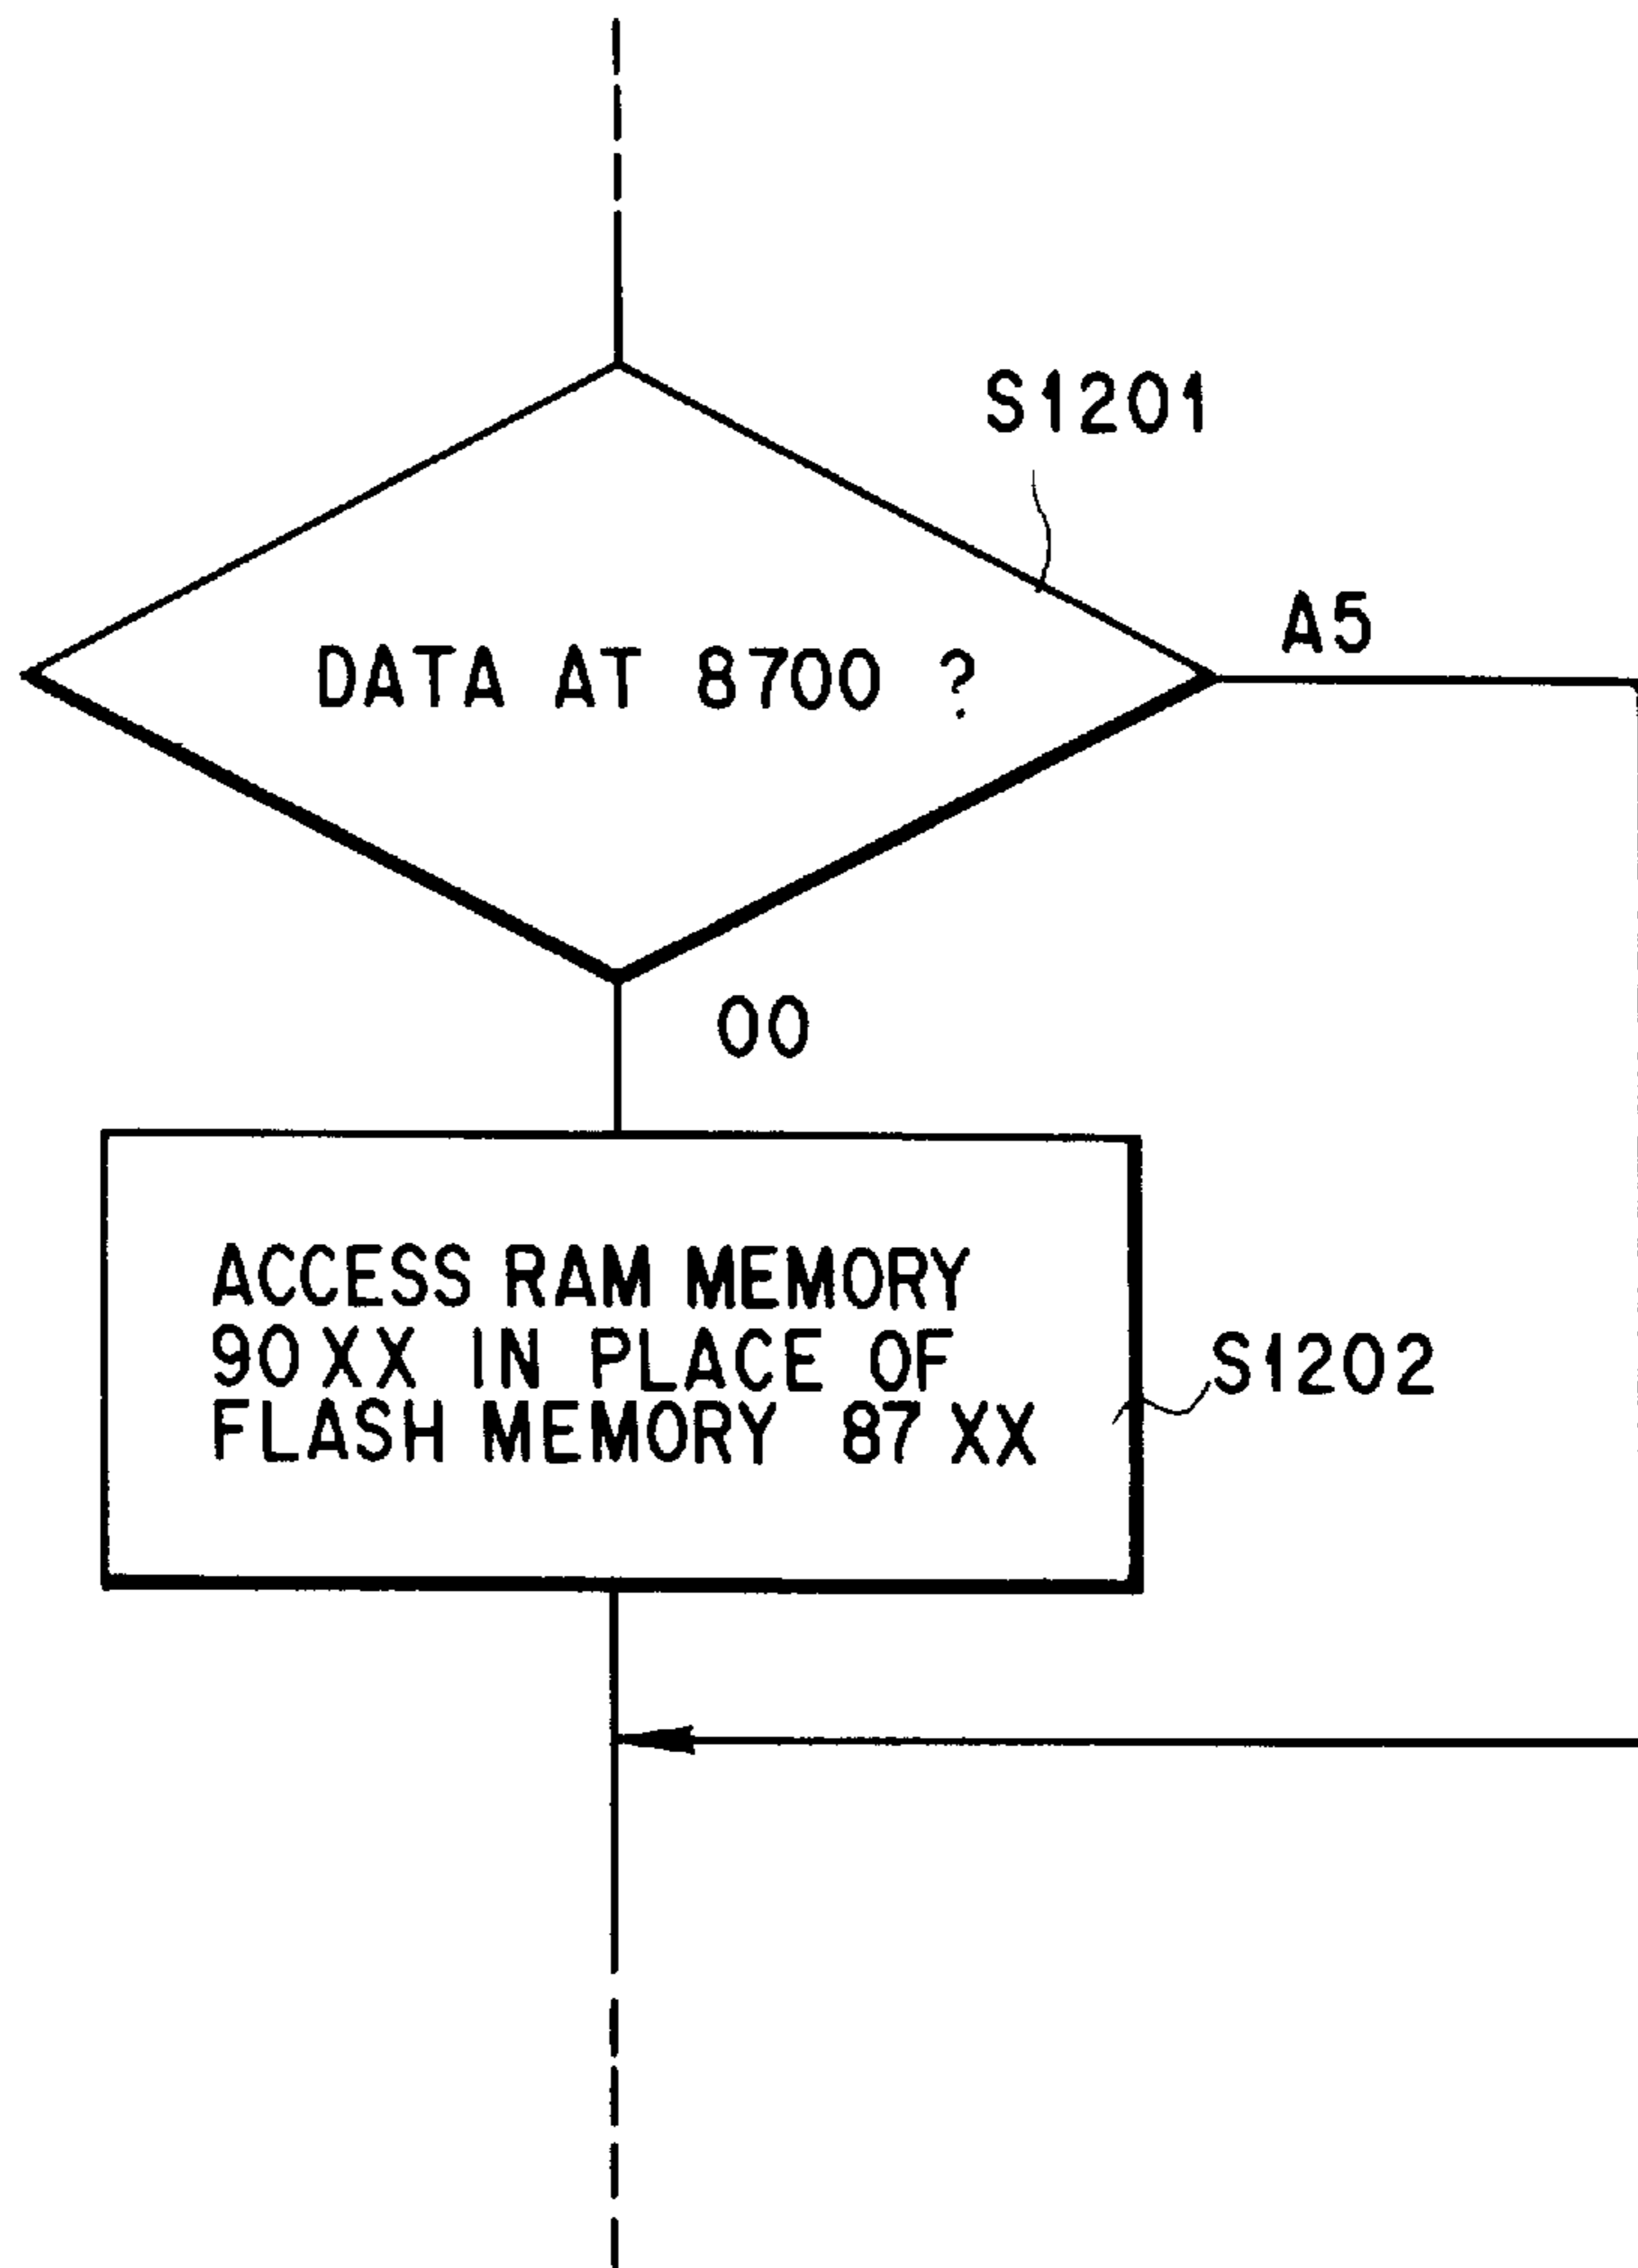 S1201
A5
DATA AT 8700 ?
00
ACCESS RAM MEMORY
90XX IN PLACE OF
FLASH MEMORY 87XX
S1202